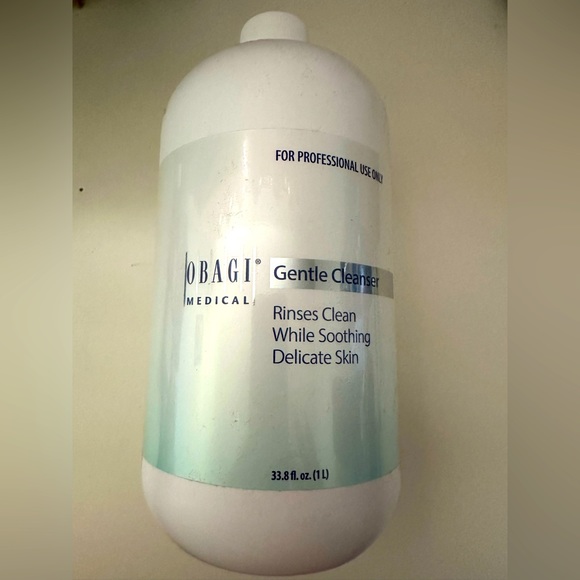 FOR PROFESSIONAL USE ONLY
OBAGI®
MEDICAL
Gentle Cleanser
Rinses Clean
While Soothing
Delicate Skin
33.8 fl. oz. (1 L)